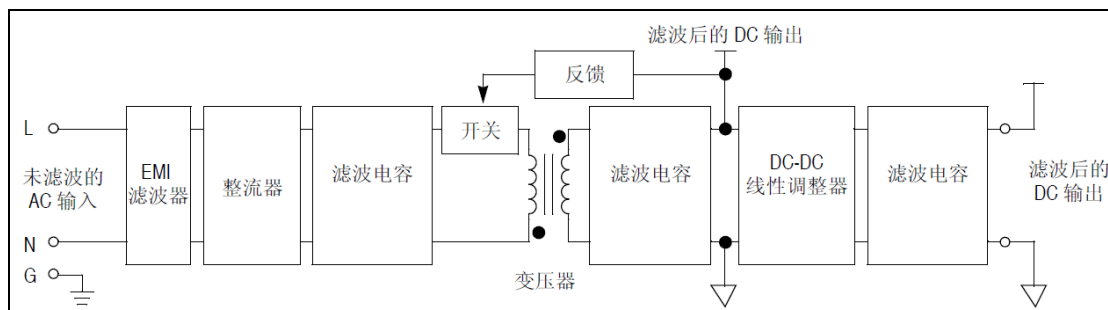 滤波后的 DC 输出
反馈
L
开关
EMI
滤波器
整流器
滤波电容
滤波电容
DC-DC
线性调整器
滤波电容
未滤波的
AC 输入
滤波后的
DC 输出
N
G
变压器